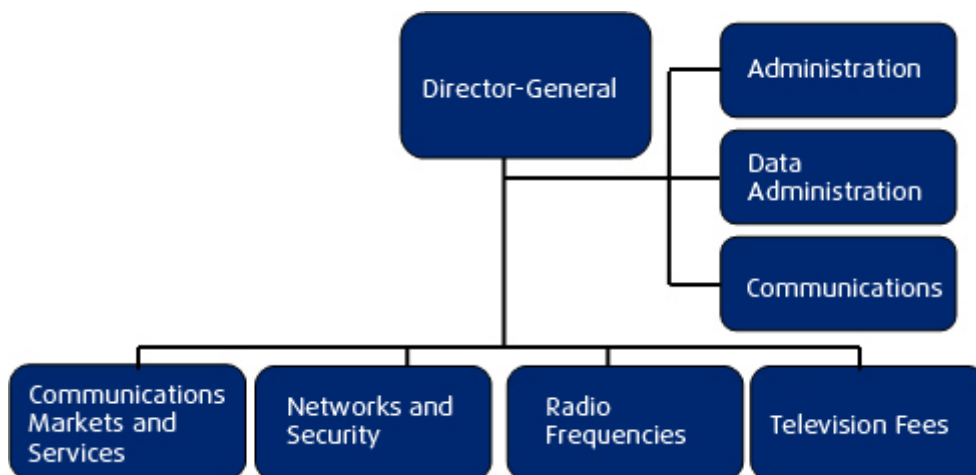 Director-General
Administration
Data
Administration
Communications
Communications
Markets and
Services
Networks and
Security
Radio
Frequencies
Television Fees